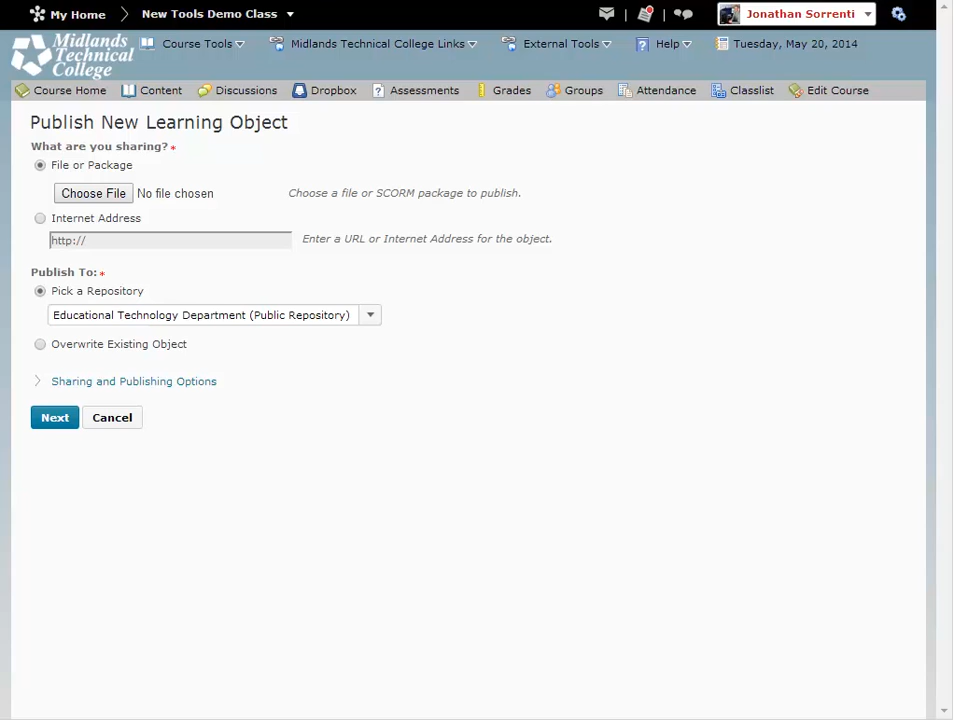 My Home New Tools Demo Class Jonathan Sorrenti
Midlands Technical College Course Tools Midlands Technical College Links External Tools Help Tuesday, May 20, 2014
Course Home Content Discussions Dropbox Assessments Grades Groups Attendance Classlist Edit Course
Publish New Learning Object
What are you sharing? *
File or Package
Choose File No file chosen Choose a file or SCORM package to publish.
Internet Address
http:// Enter a URL or Internet Address for the object.
Publish To: *
Pick a Repository
Educational Technology Department (Public Repository)
Overwrite Existing Object
Sharing and Publishing Options
Next Cancel